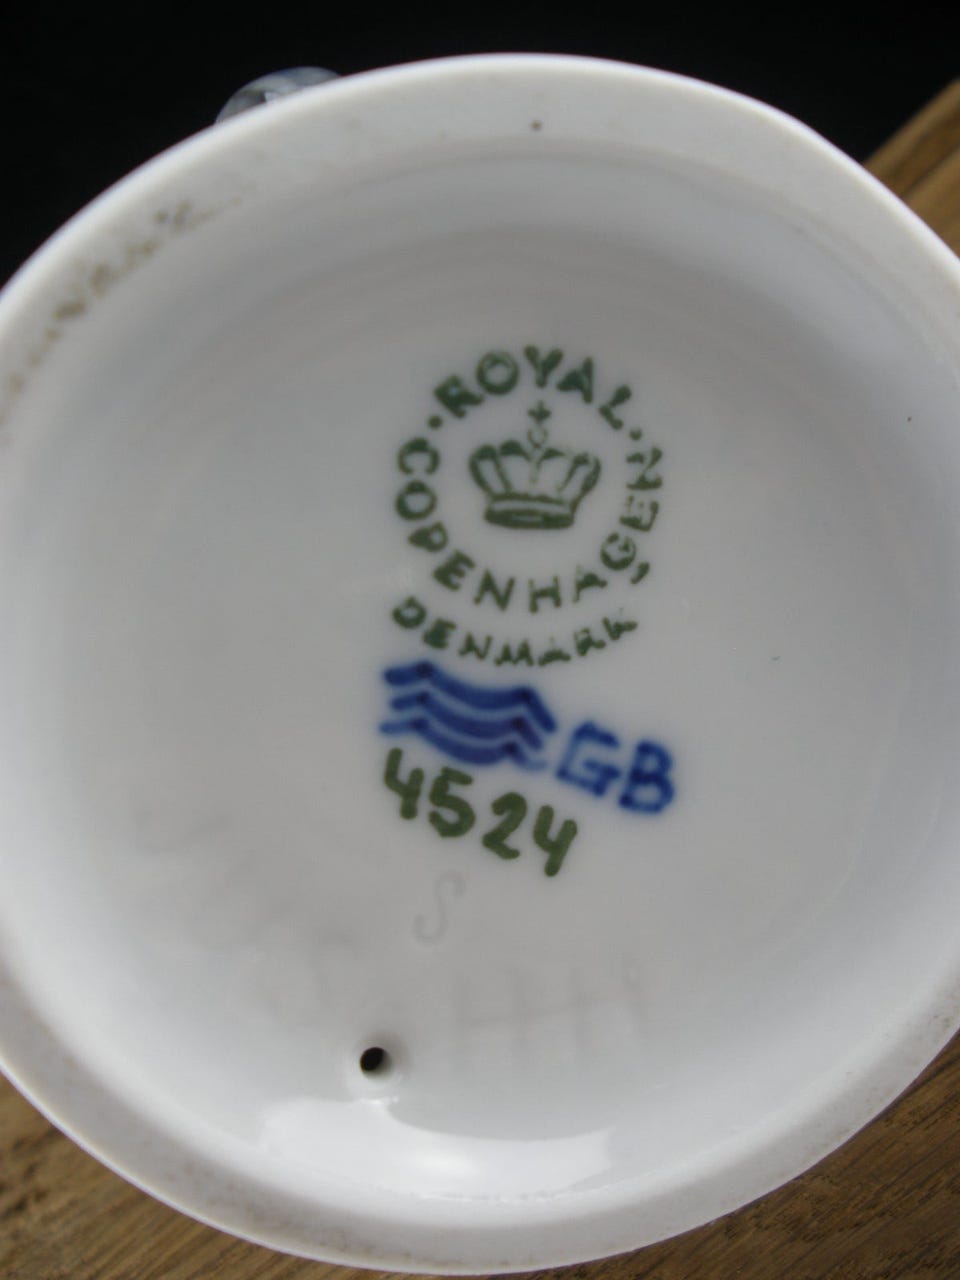 · ROYAL ·
COPENHAGEN,
DENMARK
GB
4524
S